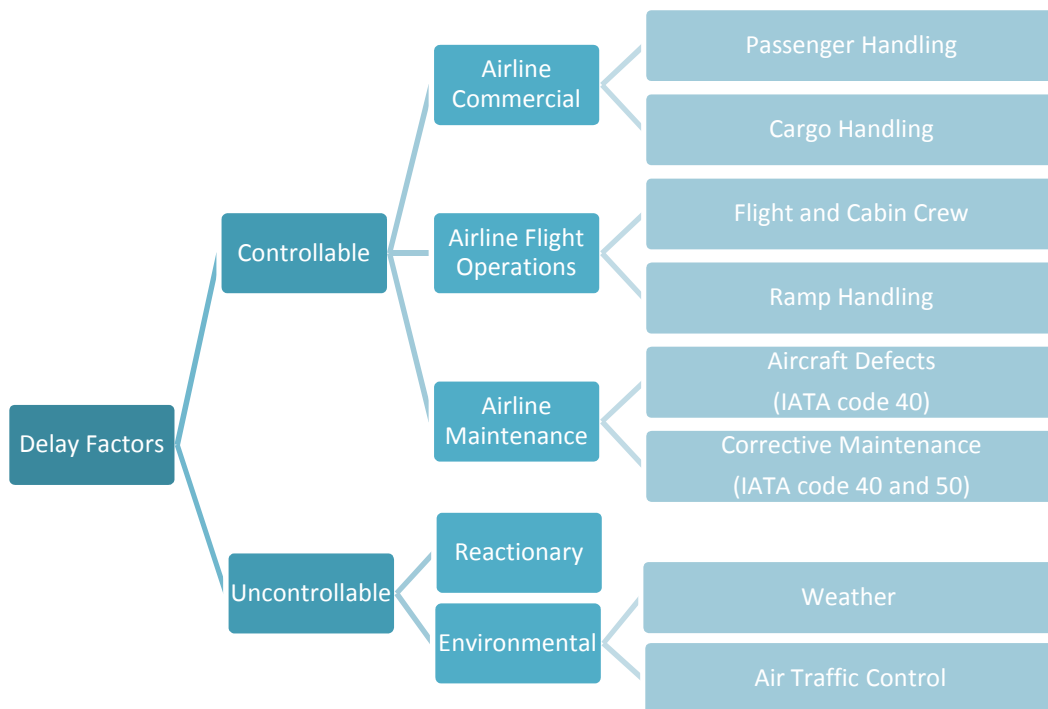 Delay Factors
Controllable
Airline
Commercial
Passenger Handling
Cargo Handling
Airline Flight
Operations
Flight and Cabin Crew
Ramp Handling
Airline
Maintenance
Aircraft Defects
(IATA code 40)
Corrective Maintenance
(IATA code 40 and 50)
Uncontrollable
Reactionary
Environmental
Weather
Air Traffic Control